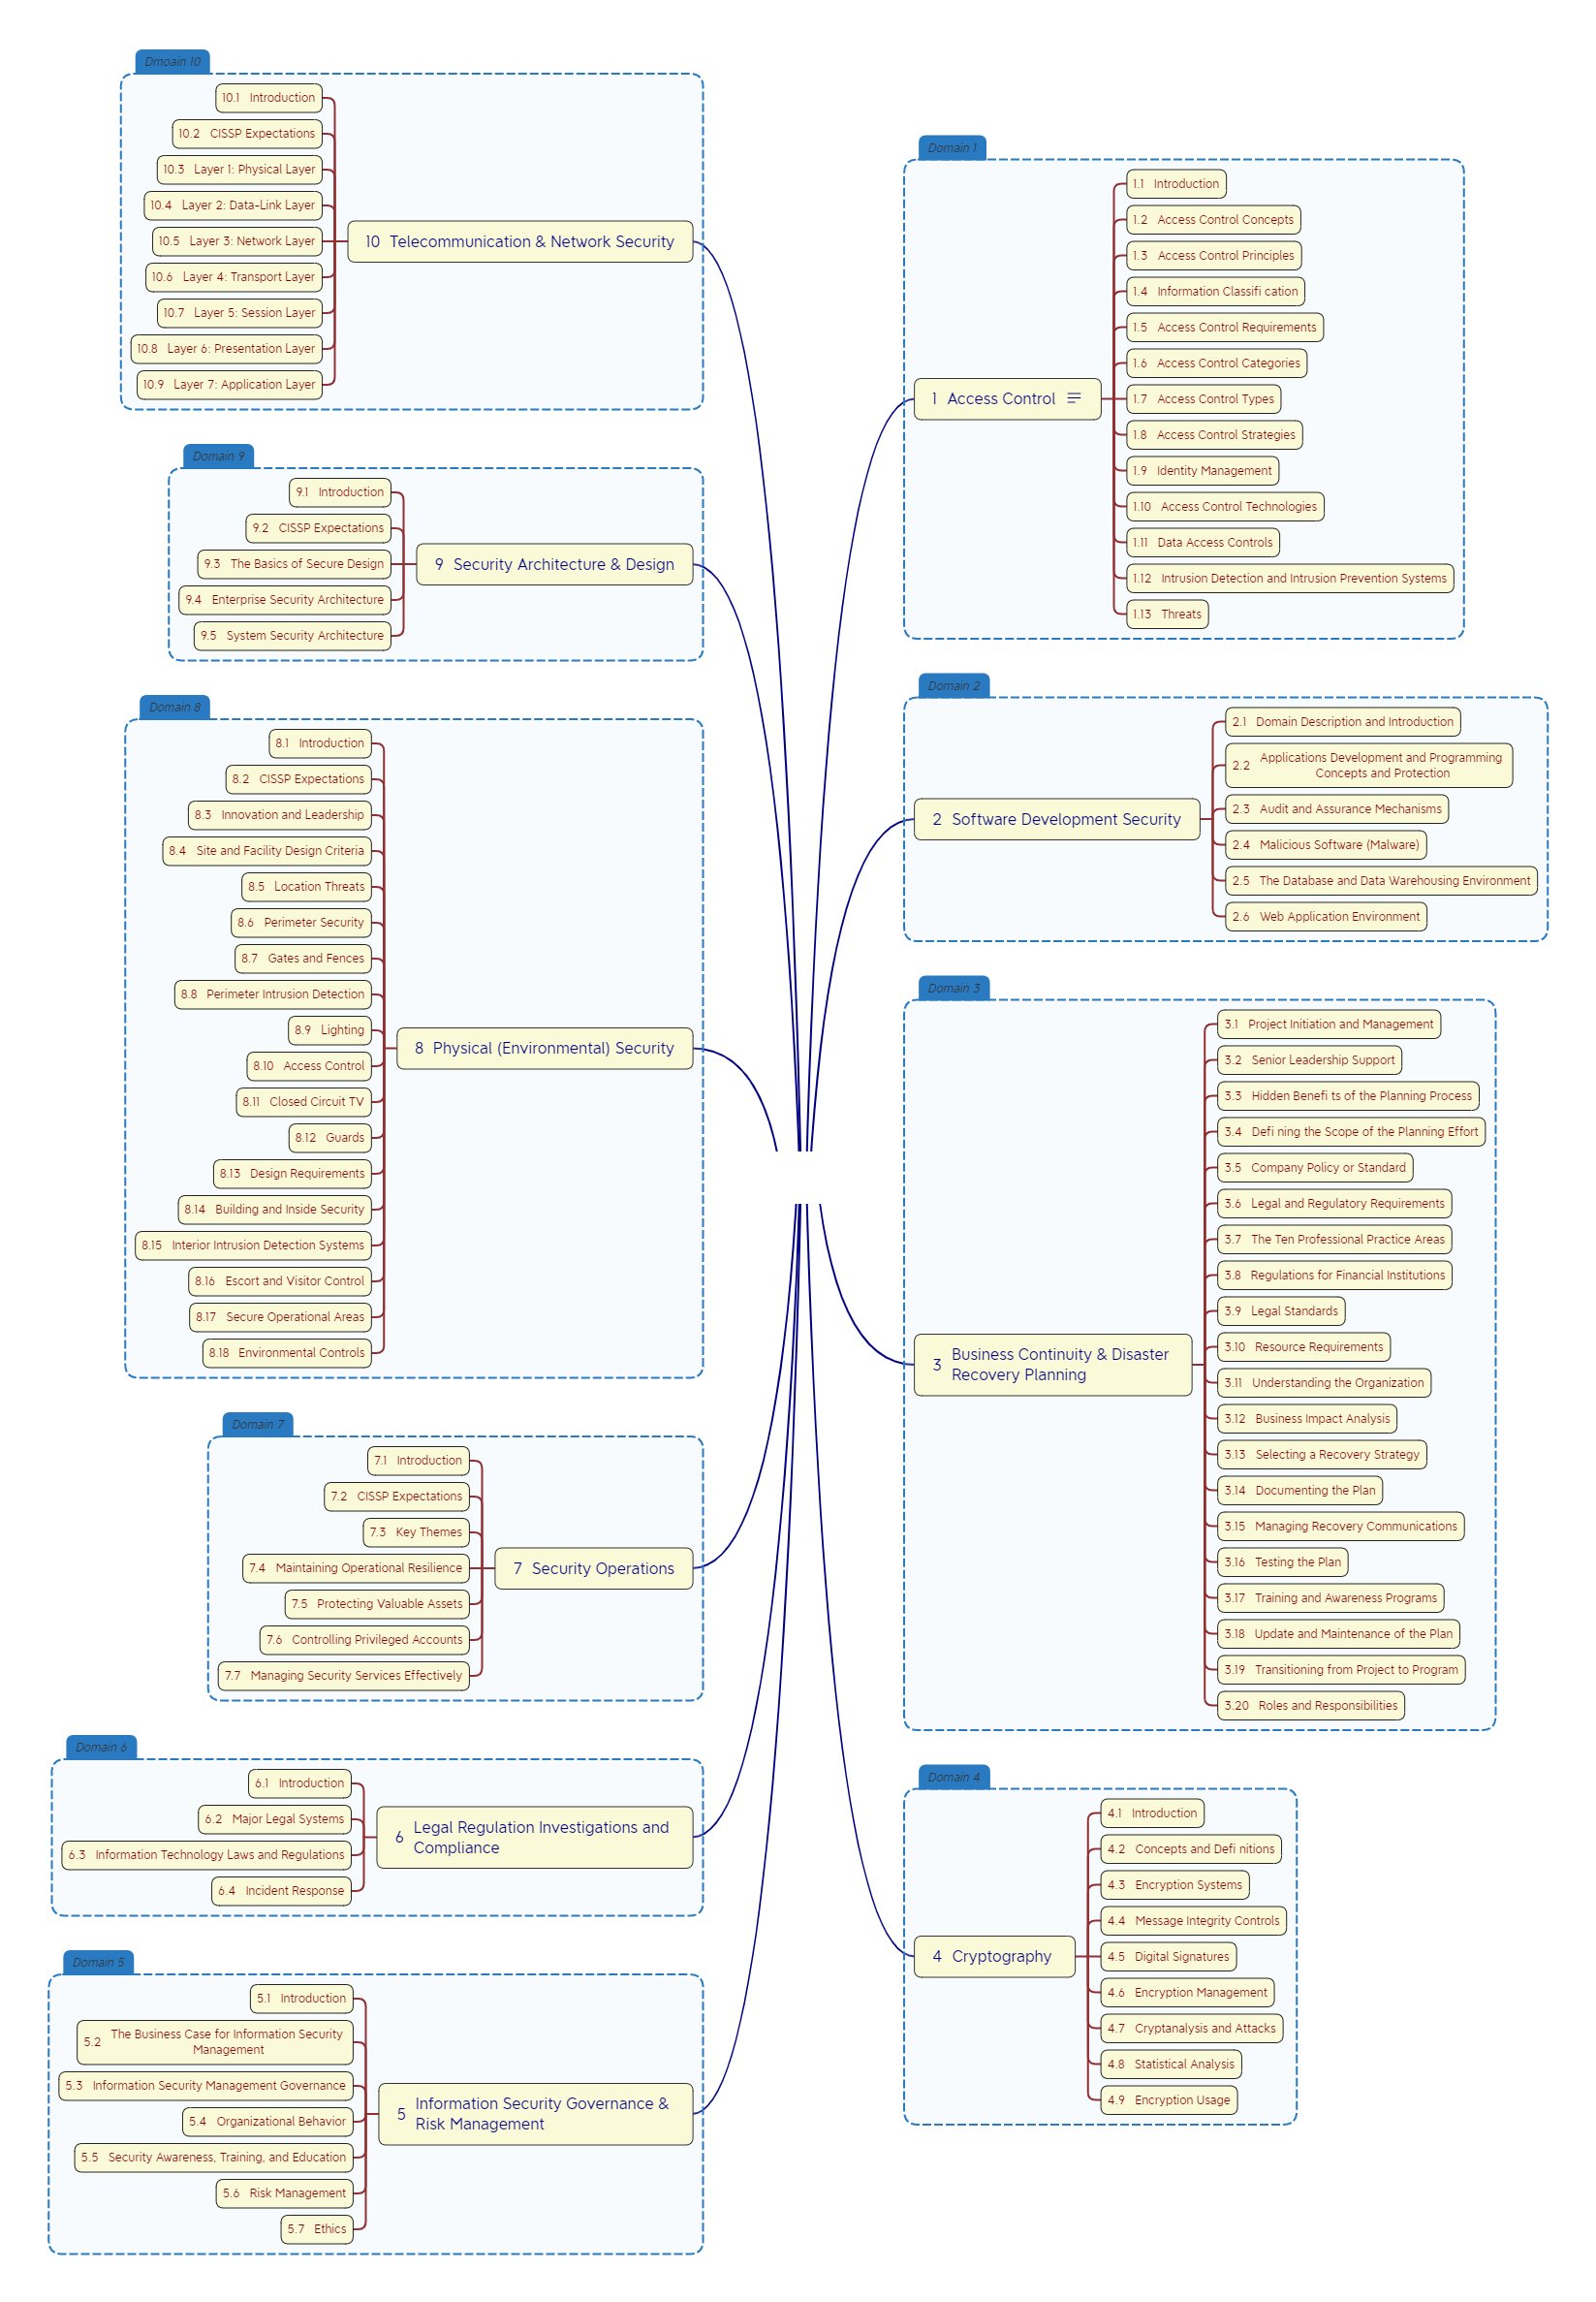 Dmoain 10
10.1 Introduction
10.2 CISSP Expectations
10.3 Layer 1: Physical Layer
10.4 Layer 2: Data-Link Layer
10.5 Layer 3: Network Layer
10.6 Layer 4: Transport Layer
10.7 Layer 5: Session Layer
10.8 Layer 6: Presentation Layer
10.9 Layer 7: Application Layer
10 Telecommunication & Network Security
Domain 9
9.1 Introduction
9.2 CISSP Expectations
9.3 The Basics of Secure Design
9.4 Enterprise Security Architecture
9.5 System Security Architecture
9 Security Architecture & Design
Domain 8
8.1 Introduction
8.2 CISSP Expectations
8.3 Innovation and Leadership
8.4 Site and Facility Design Criteria
8.5 Location Threats
8.6 Perimeter Security
8.7 Gates and Fences
8.8 Perimeter Intrusion Detection
8.9 Lighting
8.10 Access Control
8.11 Closed Circuit TV
8.12 Guards
8.13 Design Requirements
8.14 Building and Inside Security
8.15 Interior Intrusion Detection Systems
8.16 Escort and Visitor Control
8.17 Secure Operational Areas
8.18 Environmental Controls
8 Physical (Environmental) Security
Domain 7
7.1 Introduction
7.2 CISSP Expectations
7.3 Key Themes
7.4 Maintaining Operational Resilience
7.5 Protecting Valuable Assets
7.6 Controlling Privileged Accounts
7.7 Managing Security Services Effectively
7 Security Operations
Domain 6
6.1 Introduction
6.2 Major Legal Systems
6.3 Information Technology Laws and Regulations
6.4 Incident Response
6 Legal Regulation Investigations and
Compliance
Domain 5
5.1 Introduction
5.2 The Business Case for Information Security
Management
5.3 Information Security Management Governance
5.4 Organizational Behavior
5.5 Security Awareness, Training, and Education
5.6 Risk Management
5.7 Ethics
5 Information Security Governance &
Risk Management
Domain 1
1 Access Control
1.1 Introduction
1.2 Access Control Concepts
1.3 Access Control Principles
1.4 Information Classifi cation
1.5 Access Control Requirements
1.6 Access Control Categories
1.7 Access Control Types
1.8 Access Control Strategies
1.9 Identity Management
1.10 Access Control Technologies
1.11 Data Access Controls
1.12 Intrusion Detection and Intrusion Prevention Systems
1.13 Threats
Domain 2
2 Software Development Security
2.1 Domain Description and Introduction
2.2 Applications Development and Programming
Concepts and Protection
2.3 Audit and Assurance Mechanisms
2.4 Malicious Software (Malware)
2.5 The Database and Data Warehousing Environment
2.6 Web Application Environment
Domain 3
3 Business Continuity & Disaster
Recovery Planning
3.1 Project Initiation and Management
3.2 Senior Leadership Support
3.3 Hidden Benefi ts of the Planning Process
3.4 Defi ning the Scope of the Planning Effort
3.5 Company Policy or Standard
3.6 Legal and Regulatory Requirements
3.7 The Ten Professional Practice Areas
3.8 Regulations for Financial Institutions
3.9 Legal Standards
3.10 Resource Requirements
3.11 Understanding the Organization
3.12 Business Impact Analysis
3.13 Selecting a Recovery Strategy
3.14 Documenting the Plan
3.15 Managing Recovery Communications
3.16 Testing the Plan
3.17 Training and Awareness Programs
3.18 Update and Maintenance of the Plan
3.19 Transitioning from Project to Program
3.20 Roles and Responsibilities
Domain 4
4 Cryptography
4.1 Introduction
4.2 Concepts and Defi nitions
4.3 Encryption Systems
4.4 Message Integrity Controls
4.5 Digital Signatures
4.6 Encryption Management
4.7 Cryptanalysis and Attacks
4.8 Statistical Analysis
4.9 Encryption Usage